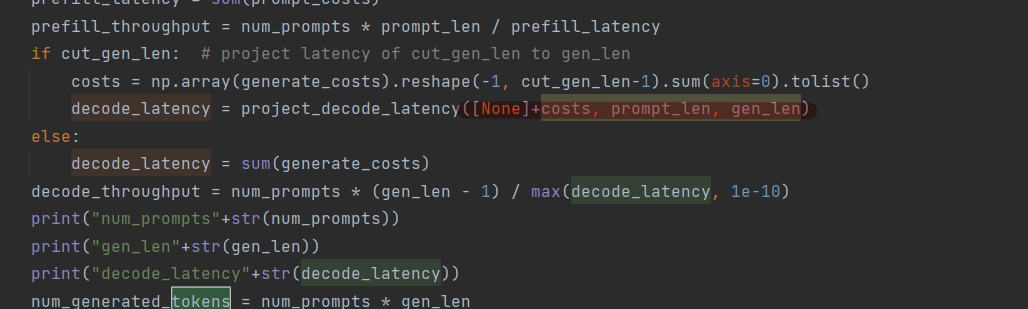 prefill_latency = sum(prompt_costs)
prefill_throughput = num_prompts * prompt_len / prefill_latency
if cut_gen_len:  # project latency of cut_gen_len to gen_len
    costs = np.array(generate_costs).reshape(-1, cut_gen_len-1).sum(axis=0).tolist()
    decode_latency = project_decode_latency([None]+costs, prompt_len, gen_len)
else:
    decode_latency = sum(generate_costs)
decode_throughput = num_prompts * (gen_len - 1) / max(decode_latency, 1e-10)
print("num_prompts"+str(num_prompts))
print("gen_len"+str(gen_len))
print("decode_latency"+str(decode_latency))
num_generated_tokens = num_prompts * gen_len